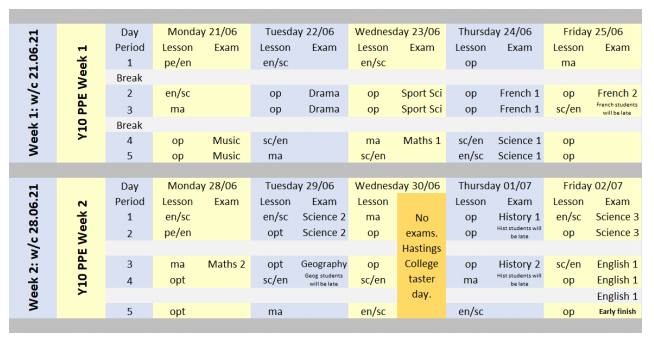 Week 1: w/c 21.06.21
Y10 PPE Week 1
Day Monday 21/06 Tuesday 22/06 Wednesday 23/06 Thursday 24/06 Friday 25/06
Period Lesson Exam Lesson Exam Lesson Exam Lesson Exam Lesson Exam
1 pe/en en/sc en/sc op ma
Break
2 en/sc op Drama op Sport Sci op French 1 op French 2
3 ma op Drama op Sport Sci op French 1 sc/en French students
will be late
Break
4 op Music sc/en ma Maths 1 sc/en Science 1 op
5 op Music ma sc/en en/sc Science 1 op
Week 2: w/c 28.06.21
Y10 PPE Week 2
Day Monday 28/06 Tuesday 29/06 Wednesday 30/06 Thursday 01/07 Friday 02/07
Period Lesson Exam Lesson Exam Lesson Exam Lesson Exam Lesson Exam
1 en/sc en/sc Science 2 ma op History 1 en/sc Science 3
2 pe/en opt Science 2 op op Hist students will
be late op Science 3
No
exams.
Hastings
College
taster
day.
3 ma Maths 2 opt Geography op op History 2 sc/en English 1
4 opt sc/en Geog students
will be late sc/en ma Hist students will
be late op English 1
English 1
5 opt ma en/sc en/sc op Early finish